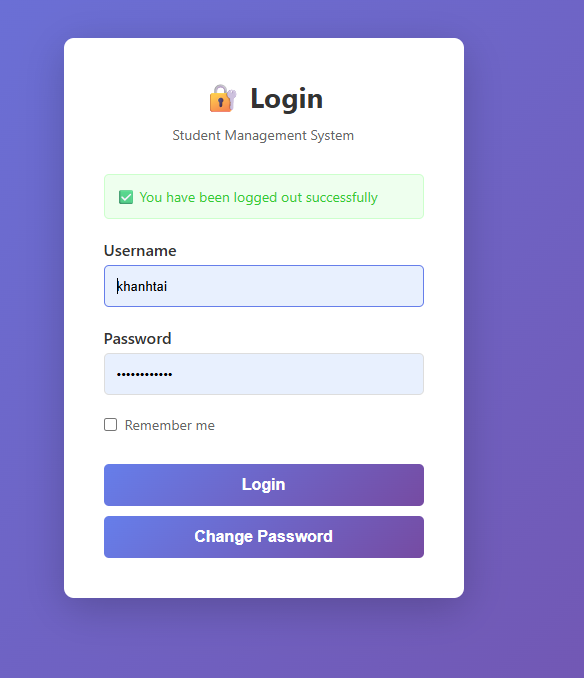 🔐 Login
Student Management System
✅ You have been logged out successfully
Username
khanhtai
Password
••••••••••••
Remember me
Login
Change Password